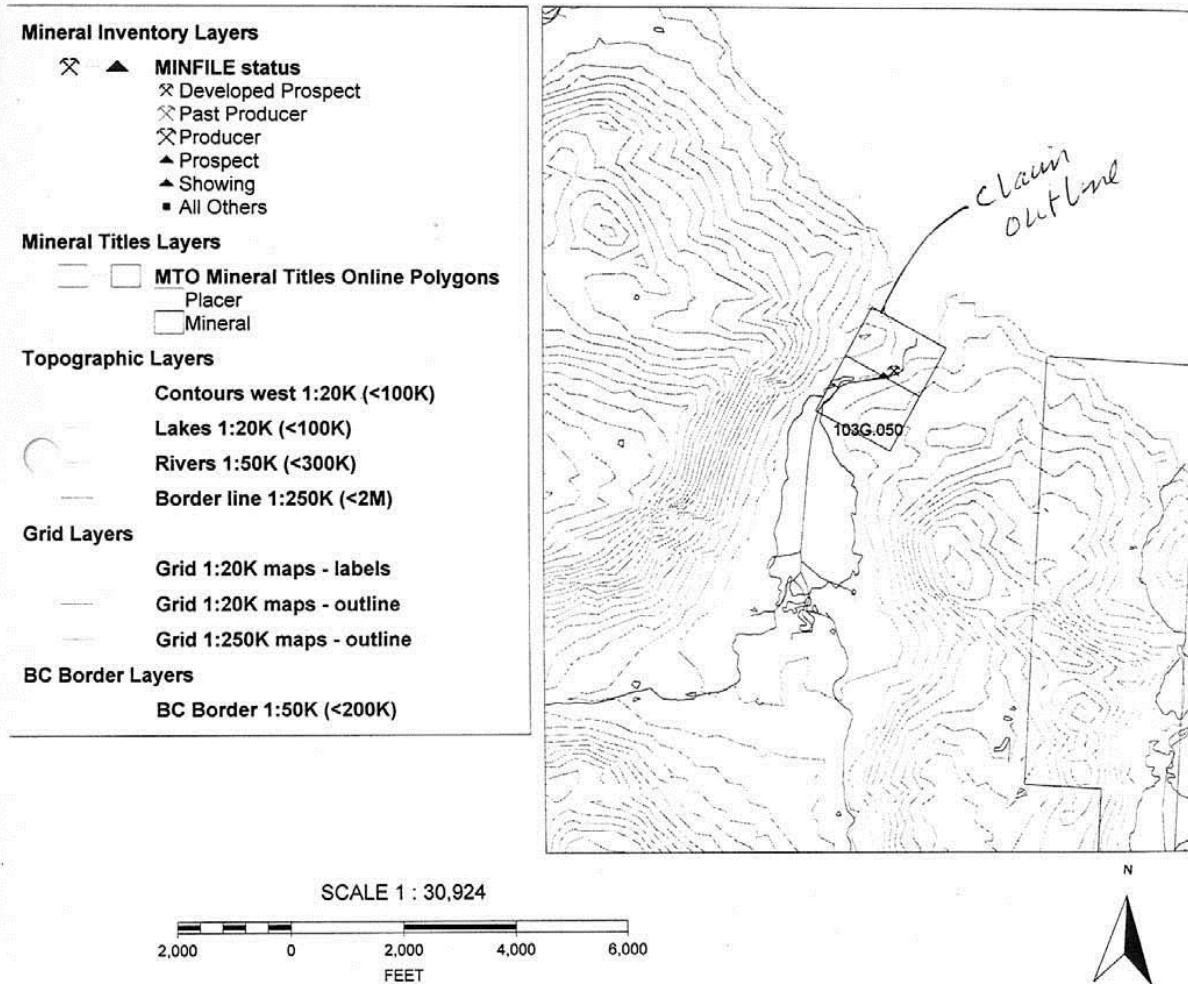 Mineral Inventory Layers
MINFILE status
Developed Prospect
Past Producer
Producer
Prospect
Showing
All Others
Mineral Titles Layers
MTO Mineral Titles Online Polygons
Placer
Mineral
Topographic Layers
Contours west 1:20K (<100K)
Lakes 1:20K (<100K)
Rivers 1:50K (<300K)
Border line 1:250K (<2M)
Grid Layers
Grid 1:20K maps - labels
Grid 1:20K maps - outline
Grid 1:250K maps - outline
BC Border Layers
BC Border 1:50K (<200K)
claim
outline
103G.050
SCALE 1 : 30,924
2,000 0 2,000 4,000 6,000
FEET
N